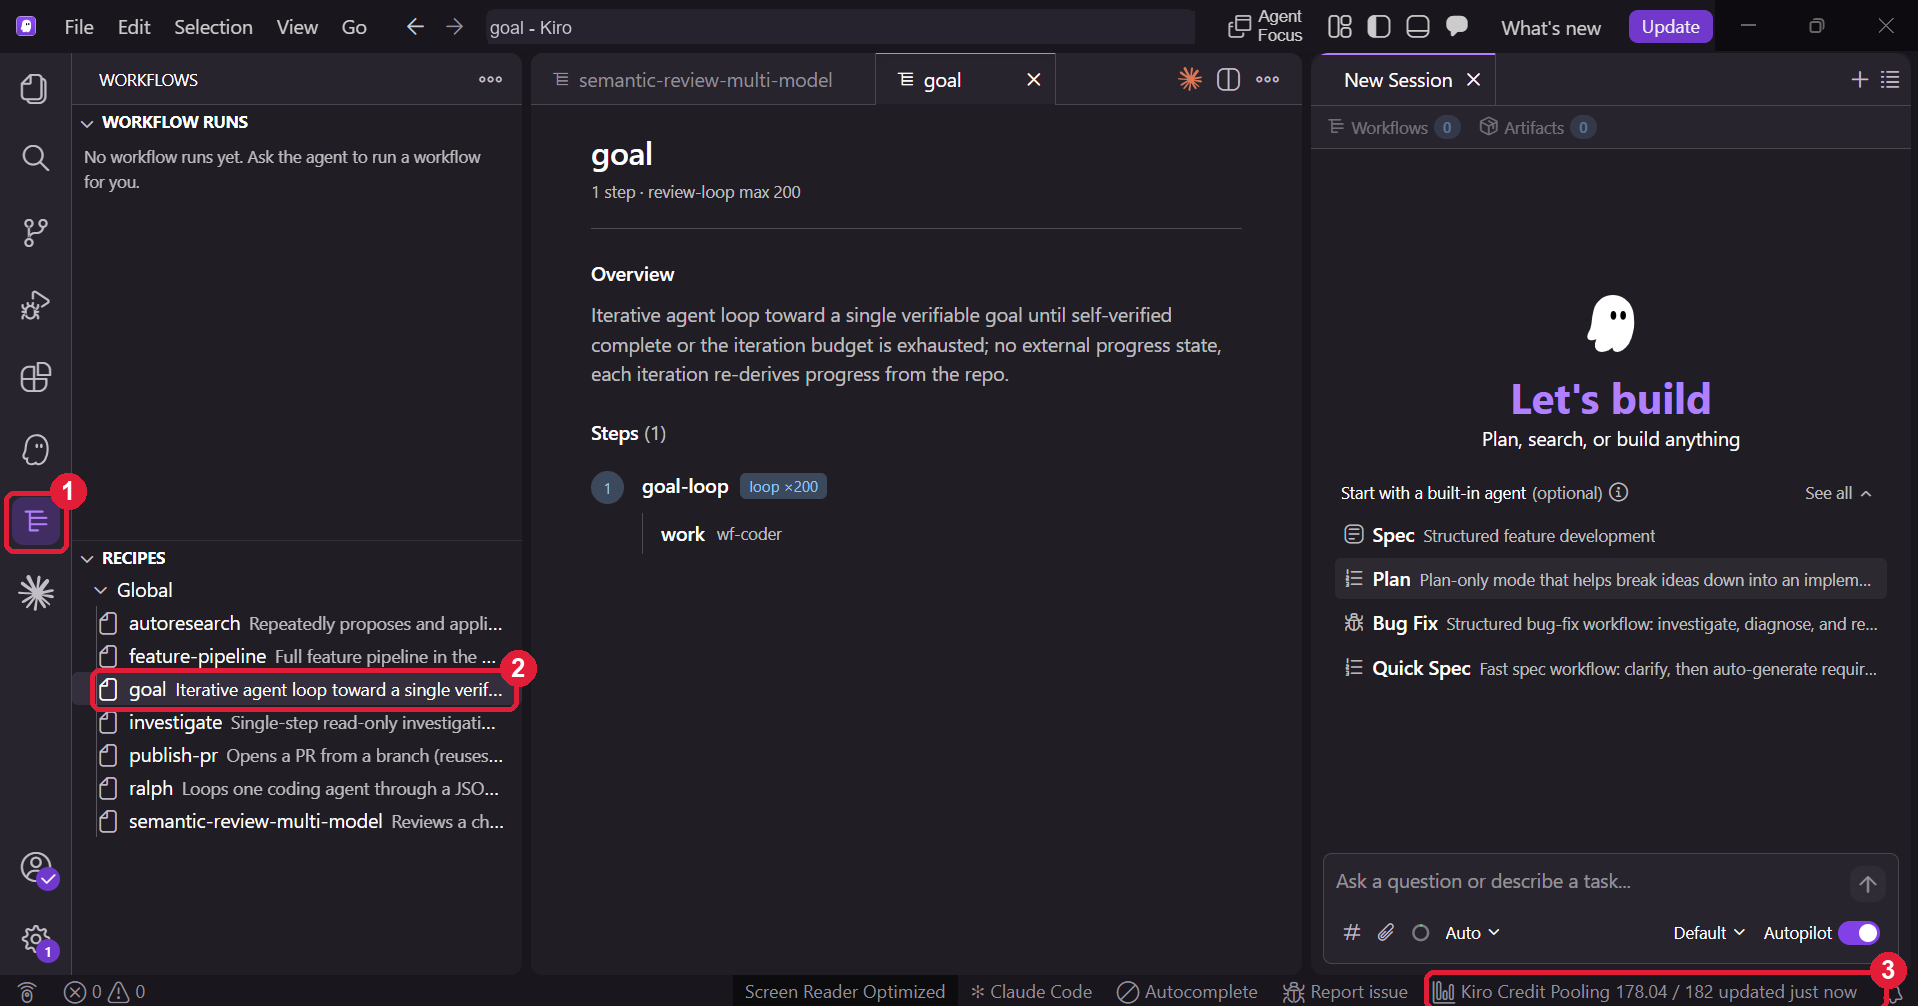 File Edit Selection View Go
goal - Kiro
Agent Focus
What's new
Update
WORKFLOWS
WORKFLOW RUNS
No workflow runs yet. Ask the agent to run a workflow
for you.
1
RECIPES
Global
autoresearch Repeatedly proposes and appli...
feature-pipeline Full feature pipeline in the ...
2
goal Iterative agent loop toward a single verif...
investigate Single-step read-only investigati...
publish-pr Opens a PR from a branch (reuses...
ralph Loops one coding agent through a JSO...
semantic-review-multi-model Reviews a ch...
1
semantic-review-multi-model
goal
goal
1 step · review-loop max 200
Overview
Iterative agent loop toward a single verifiable goal until self-verified
complete or the iteration budget is exhausted; no external progress state,
each iteration re-derives progress from the repo.
Steps (1)
1 goal-loop loop ×200
work wf-coder
New Session
Workflows 0 Artifacts 0
Let's build
Plan, search, or build anything
Start with a built-in agent (optional) See all
Spec Structured feature development
Plan Plan-only mode that helps break ideas down into an implem...
Bug Fix Structured bug-fix workflow: investigate, diagnose, and re...
Quick Spec Fast spec workflow: clarify, then auto-generate requir...
Ask a question or describe a task...
# Auto Default Autopilot
3
0 0 Screen Reader Optimized Claude Code Autocomplete Report issue Kiro Credit Pooling 178.04 / 182 updated just now